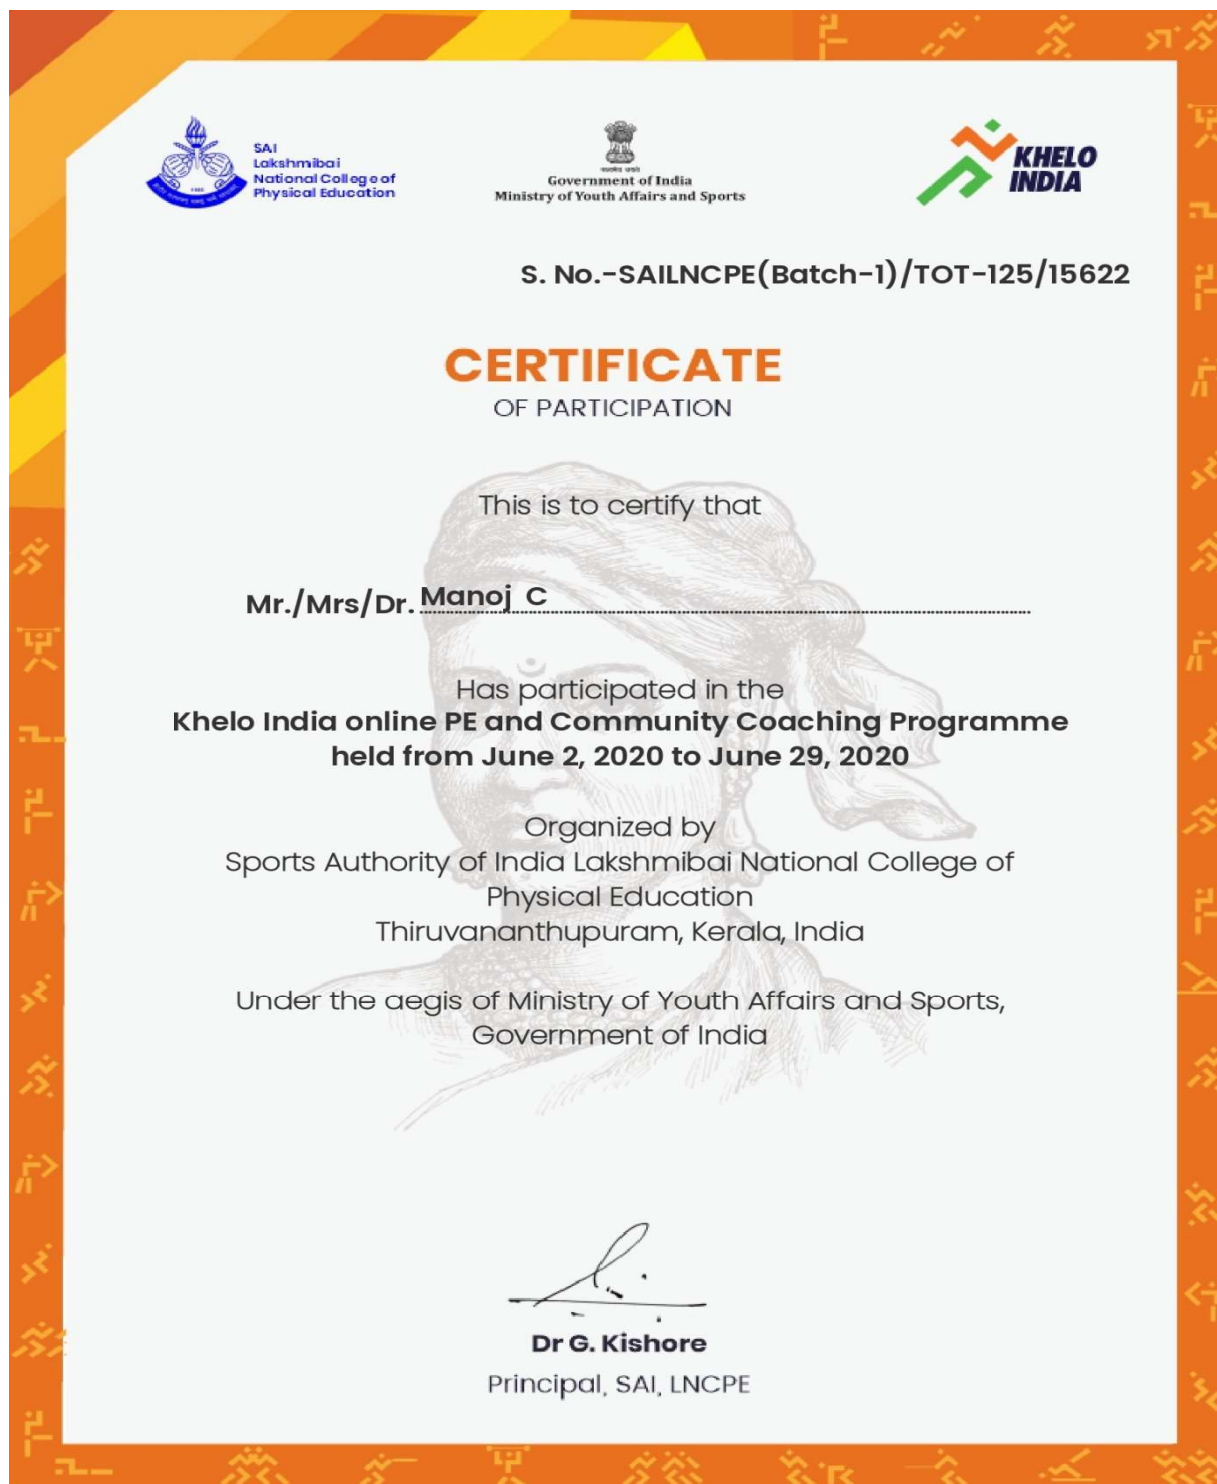 SAI
Lakshmibai
National College of
Physical Education
Government of India
Ministry of Youth Affairs and Sports
KHELO
INDIA
S. No.-SAILNCPE(Batch-1)/TOT-125/15622
CERTIFICATE
OF PARTICIPATION
This is to certify that
Mr./Mrs/Dr. Manoj C
Has participated in the
Khelo India online PE and Community Coaching Programme
held from June 2, 2020 to June 29, 2020
Organized by
Sports Authority of India Lakshmibai National College of
Physical Education
Thiruvananthupuram, Kerala, India
Under the aegis of Ministry of Youth Affairs and Sports,
Government of India
Dr G. Kishore
Principal, SAI, LNCPE